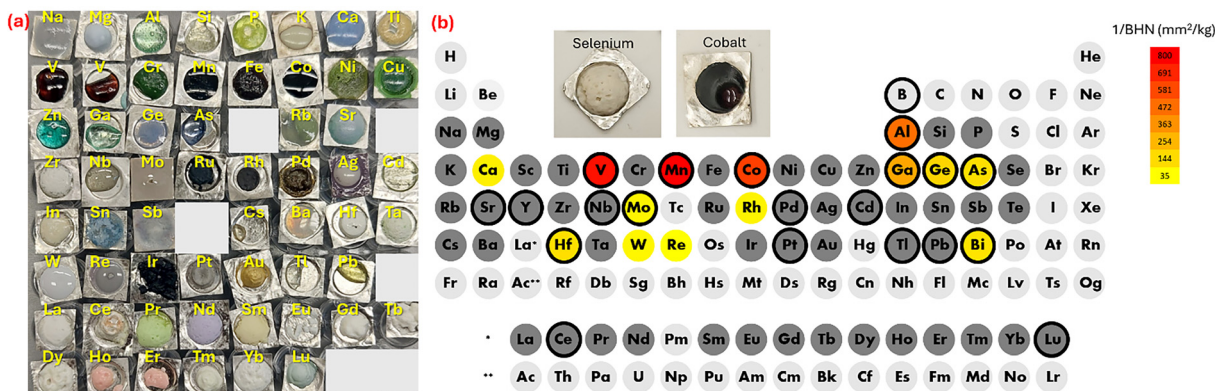 (a)
Na Mg Al Si P K Ca Ti
V V Cr Mn Fe Co Ni Cu
Zn Ga Ge As Rb Sr
Zr Nb Mo Ru Rh Pd Ag Cd
In Sn Sb Cs Ba Hf Ta
W Re Ir Pt Au Tl Pb
La Ce Pr Nd Sm Eu Gd Tb
Dy Ho Er Tm Yb Lu
(b)
Selenium Cobalt
1/BHN (mm²/kg)
800
691
581
472
363
254
144
35
H He
Li Be B C N O F Ne
Na Mg Al Si P S Cl Ar
K Ca Sc Ti V Cr Mn Fe Co Ni Cu Zn Ga Ge As Se Br Kr
Rb Sr Y Zr Nb Mo Tc Ru Rh Pd Ag Cd In Sn Sb Te I Xe
Cs Ba La* Hf Ta W Re Os Ir Pt Au Hg Tl Pb Bi Po At Rn
Fr Ra Ac** Rf Db Sg Bh Hs Mt Ds Rg Cn Nh Fl Mc Lv Ts Og
* La Ce Pr Nd Pm Sm Eu Gd Tb Dy Ho Er Tm Yb Lu
** Ac Th Pa U Np Pu Am Cm Bk Cf Es Fm Md No Lr